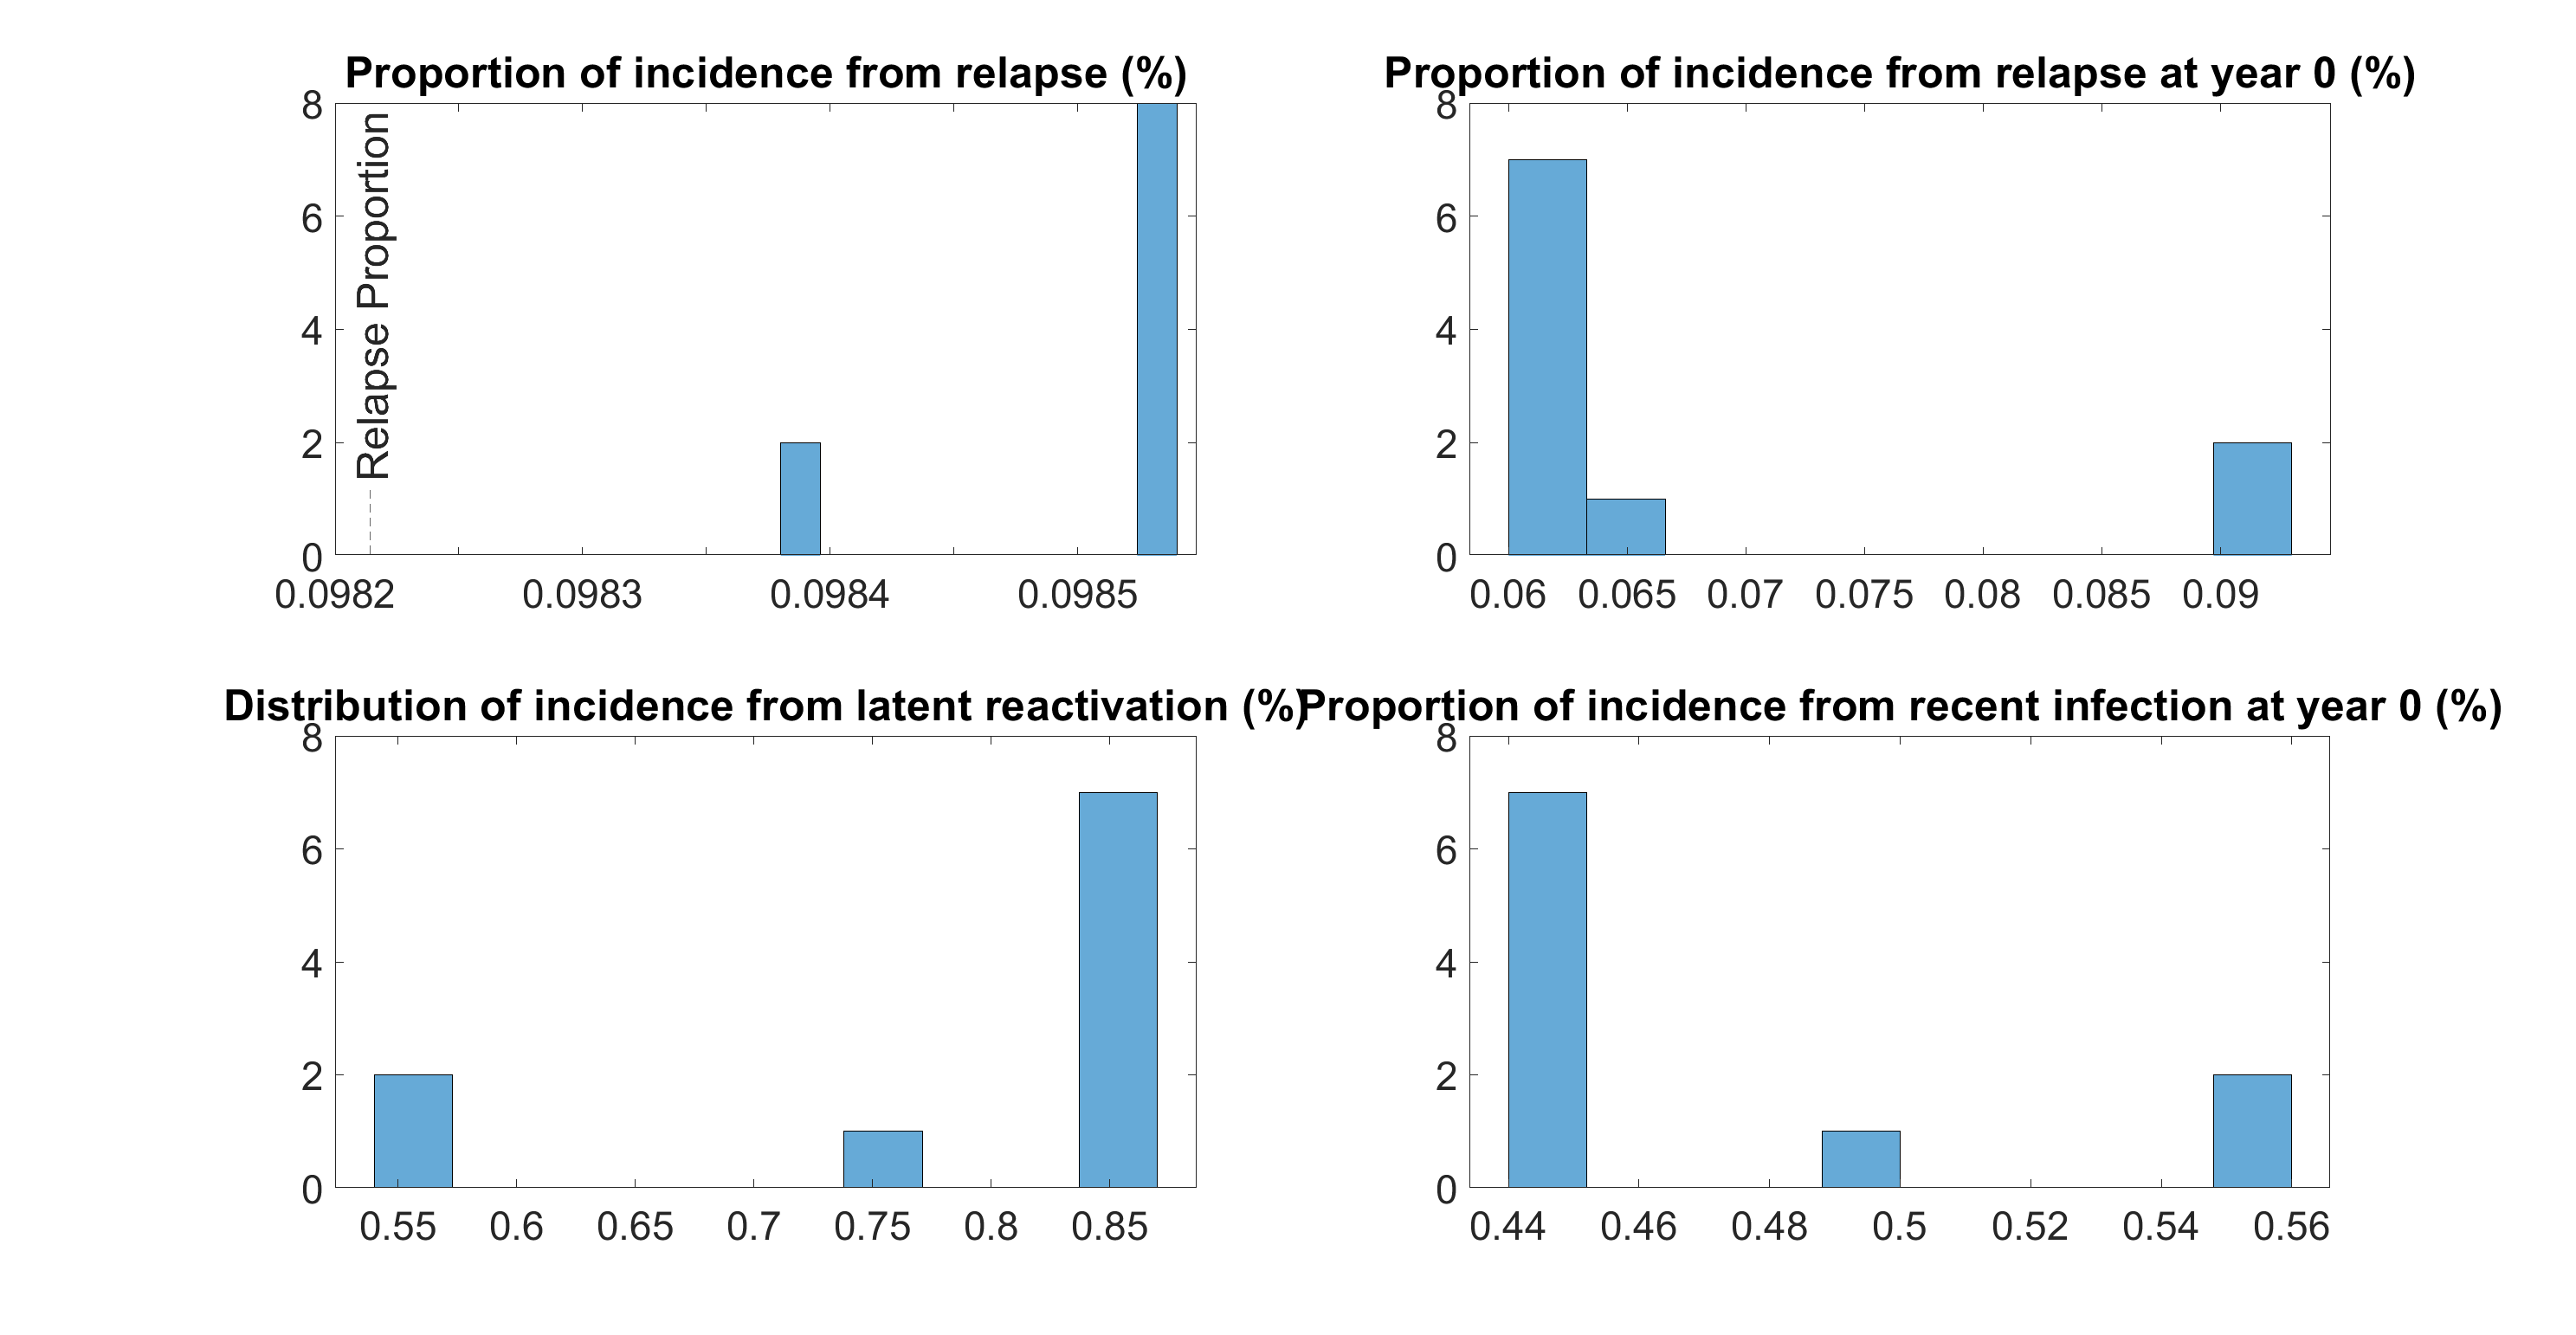 Proportion of incidence from relapse (%)
8
6
4
2
0
Relapse Proportion
0.0982 0.0983 0.0984 0.0985
Proportion of incidence from relapse at year 0 (%)
8
6
4
2
0
0.06 0.065 0.07 0.075 0.08 0.085 0.09
Distribution of incidence from latent reactivation (%)
8
6
4
2
0
0.55 0.6 0.65 0.7 0.75 0.8 0.85
Proportion of incidence from recent infection at year 0 (%)
8
6
4
2
0
0.44 0.46 0.48 0.5 0.52 0.54 0.56